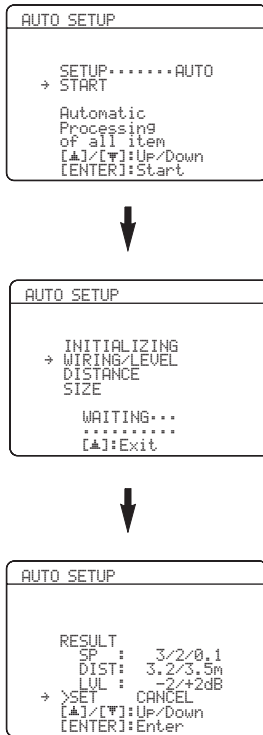 AUTO SETUP
SETUP·······AUTO
→ START
Automatic
Processing
of all item
[▲]/[▼]:Up/Down
[ENTER]:Start
AUTO SETUP
INITIALIZING
→ WIRING/LEVEL
DISTANCE
SIZE
WAITING···
··········
[▲]:Exit
AUTO SETUP
RESULT
SP : 3/2/0.1
DIST: 3.2/3.5m
LVL : -2/+2dB
→ >SET CANCEL
[▲]/[▼]:Up/Down
[ENTER]:Enter